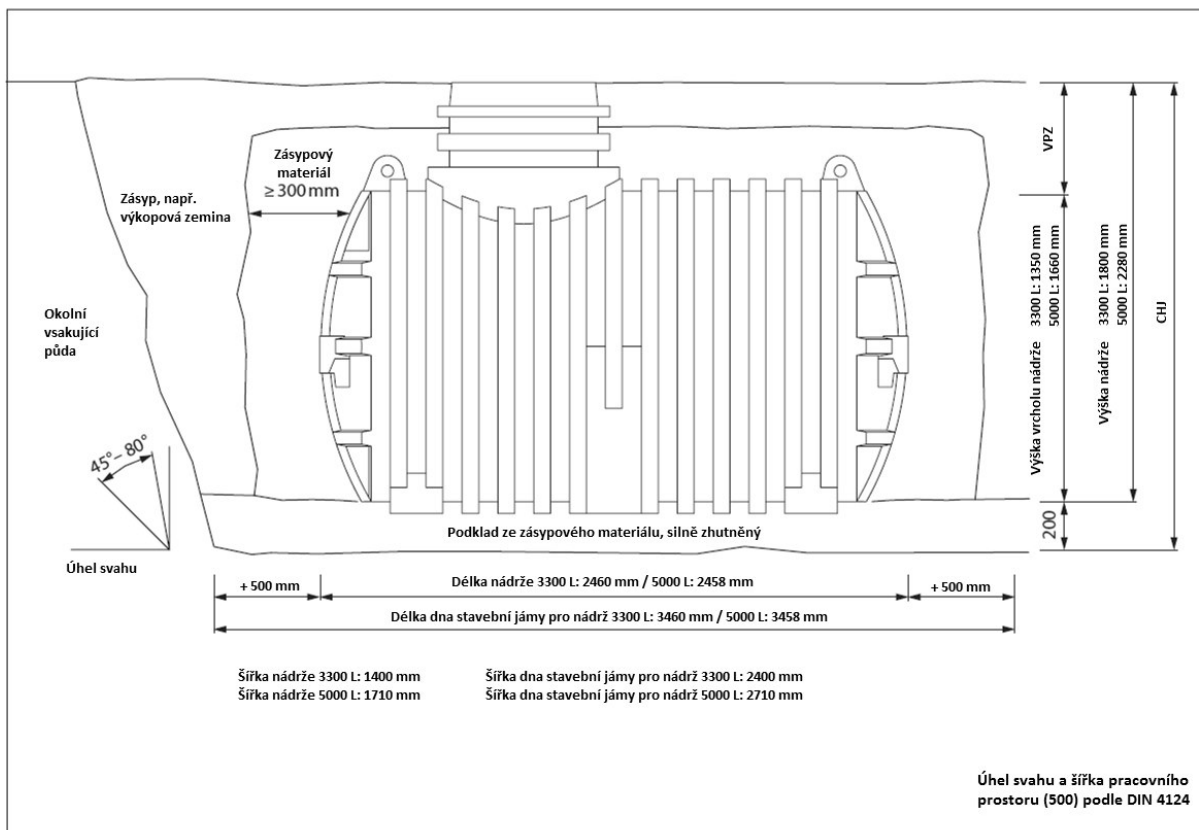 Zásypový
materiál
≥ 300 mm
Zásyp, např.
výkopová zemina
Okolní
vsakující
půda
45°– 80°
Úhel svahu
VPZ
Výška vrcholu nádrže 3300 L: 1350 mm
5000 L: 1660 mm
Výška nádrže 3300 L: 1800 mm
5000 L: 2280 mm
CHJ
200
Podklad ze zásypového materiálu, silně zhutněný
+ 500 mm
Délka nádrže 3300 L: 2460 mm / 5000 L: 2458 mm
+ 500 mm
Délka dna stavební jámy pro nádrž 3300 L: 3460 mm / 5000 L: 3458 mm
Šířka nádrže 3300 L: 1400 mm
Šířka nádrže 5000 L: 1710 mm
Šířka dna stavební jámy pro nádrž 3300 L: 2400 mm
Šířka dna stavební jámy pro nádrž 5000 L: 2710 mm
Úhel svahu a šířka pracovního
prostoru (500) podle DIN 4124